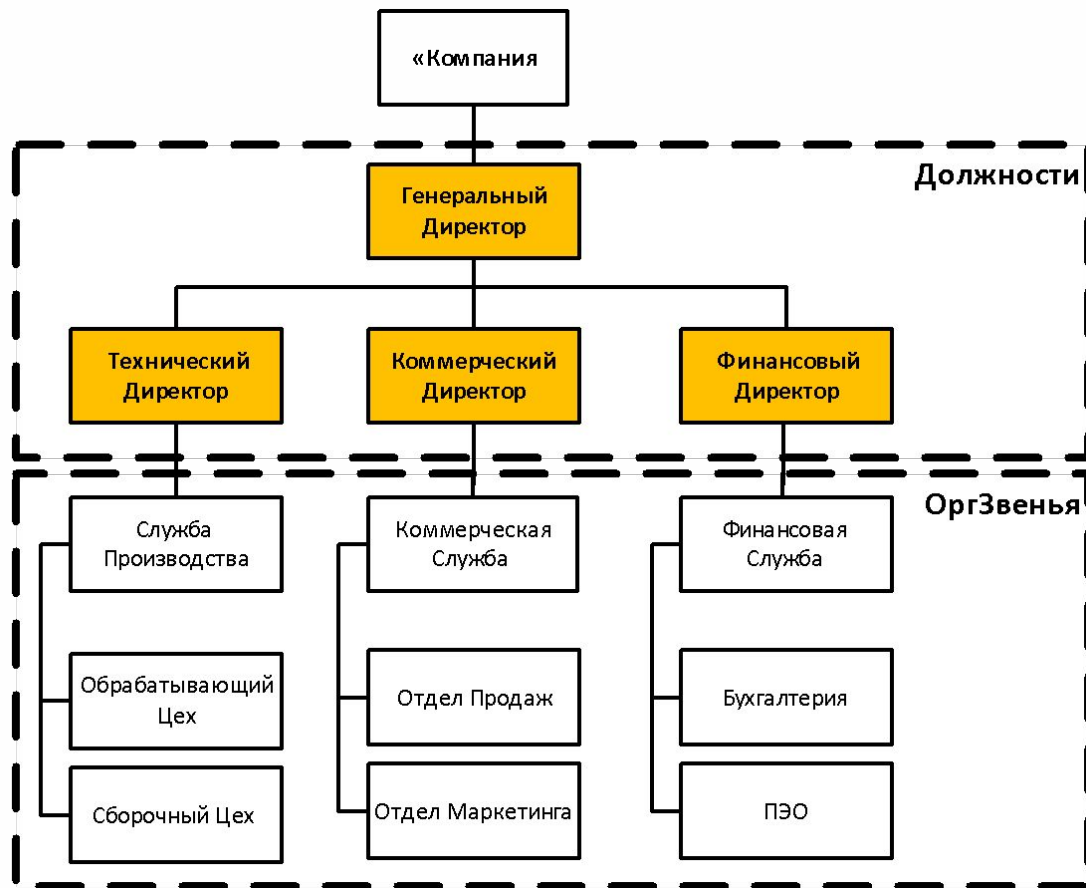 «Компания
Должности
Генеральный
Директор
Технический
Директор
Коммерческий
Директор
Финансовый
Директор
ОргЗвенья
Служба
Производства
Коммерческая
Служба
Финансовая
Служба
Обрабатывающий
Цех
Отдел Продаж
Бухгалтерия
Сборочный Цех
Отдел Маркетинга
ПЭО